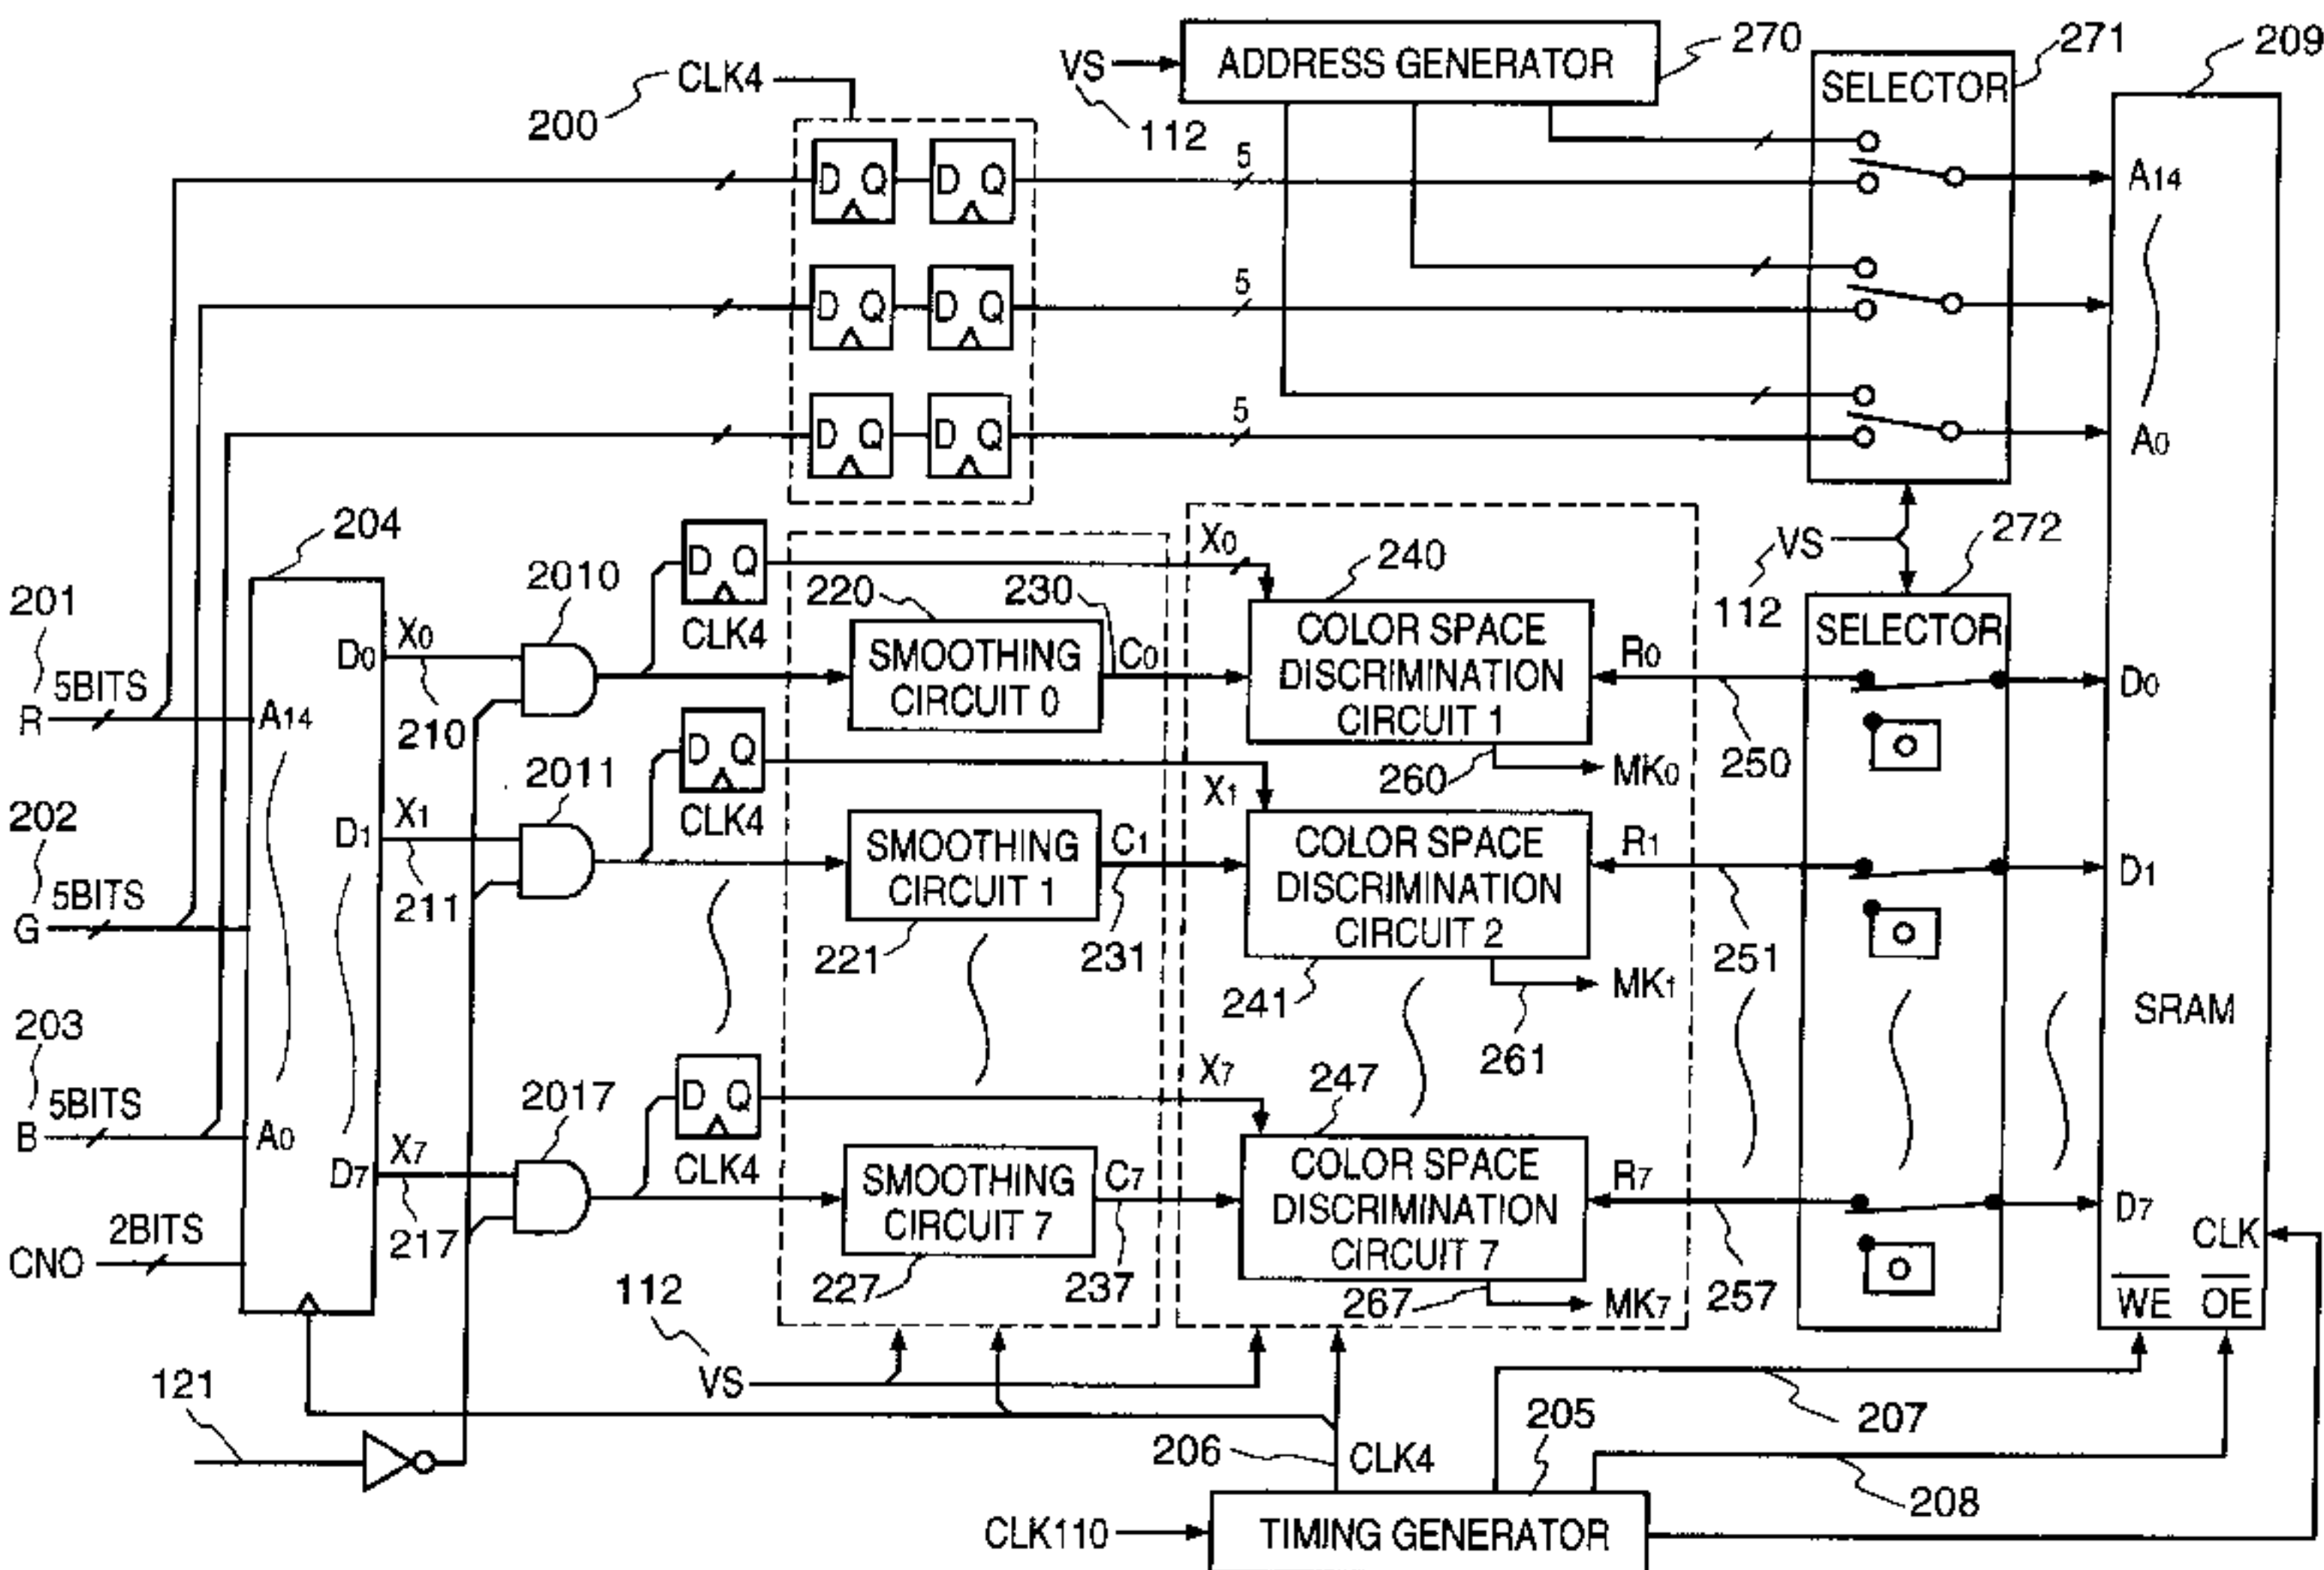 VS
ADDRESS GENERATOR
270
271
209
CLK4
200
112
SELECTOR
D Q
D Q
5
A14
D Q
D Q
5
D Q
D Q
5
A0
204
201
5BITS
R
202
5BITS
G
203
5BITS
B
2BITS
CNO
A14
A0
D0
X0
210
D1
X1
211
D7
X7
217
2010
2011
2017
D Q
CLK4
D Q
CLK4
D Q
CLK4
220
SMOOTHING
CIRCUIT 0
230
C0
SMOOTHING
CIRCUIT 1
221
C1
231
SMOOTHING
CIRCUIT 7
227
C7
237
X0
240
COLOR SPACE
DISCRIMINATION
CIRCUIT 1
260
MK0
R0
250
X1
COLOR SPACE
DISCRIMINATION
CIRCUIT 2
241
261
MK1
R1
251
X7
247
COLOR SPACE
DISCRIMINATION
CIRCUIT 7
267
MK7
R7
257
VS
112
272
SELECTOR
D0
D1
SRAM
D7
CLK
WE
OE
112
VS
121
206
CLK4
205
207
208
CLK110
TIMING GENERATOR